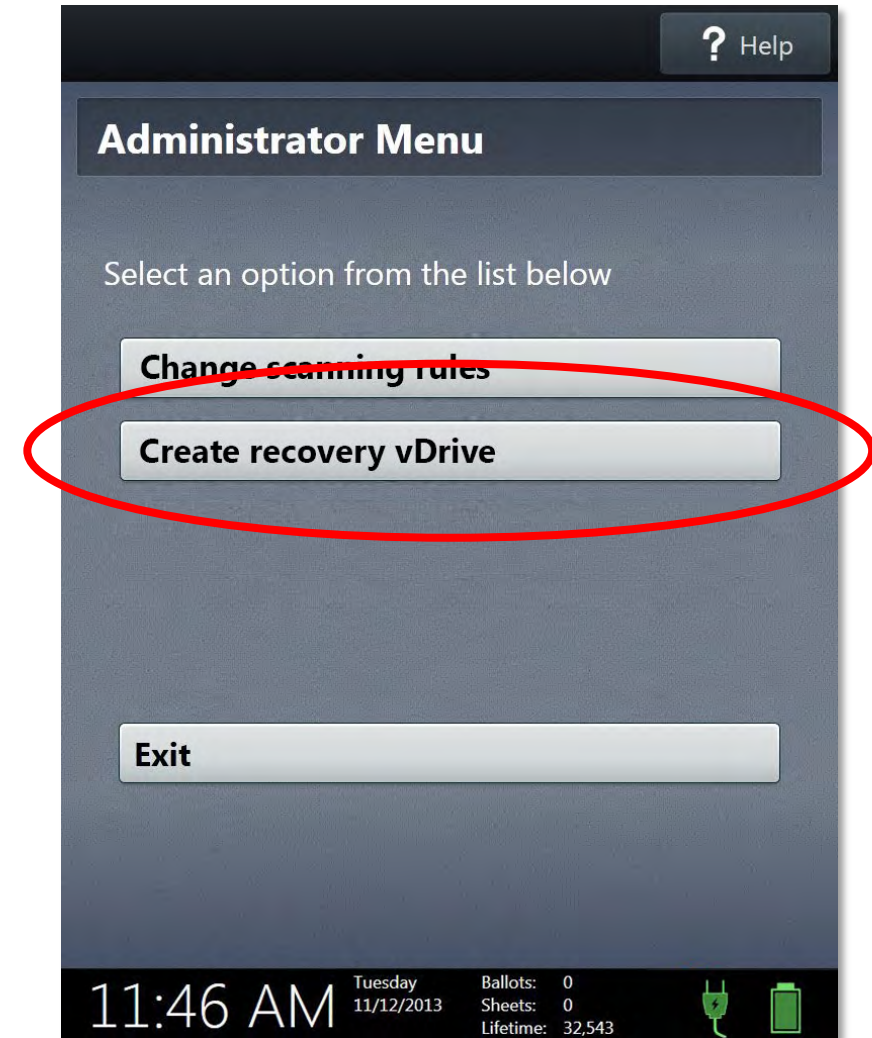 ? Help
Administrator Menu
Select an option from the list below
Change scanning rules
Create recovery vDrive
Exit
11:46 AM
Tuesday
11/12/2013
Ballots: 0
Sheets: 0
Lifetime: 32,543